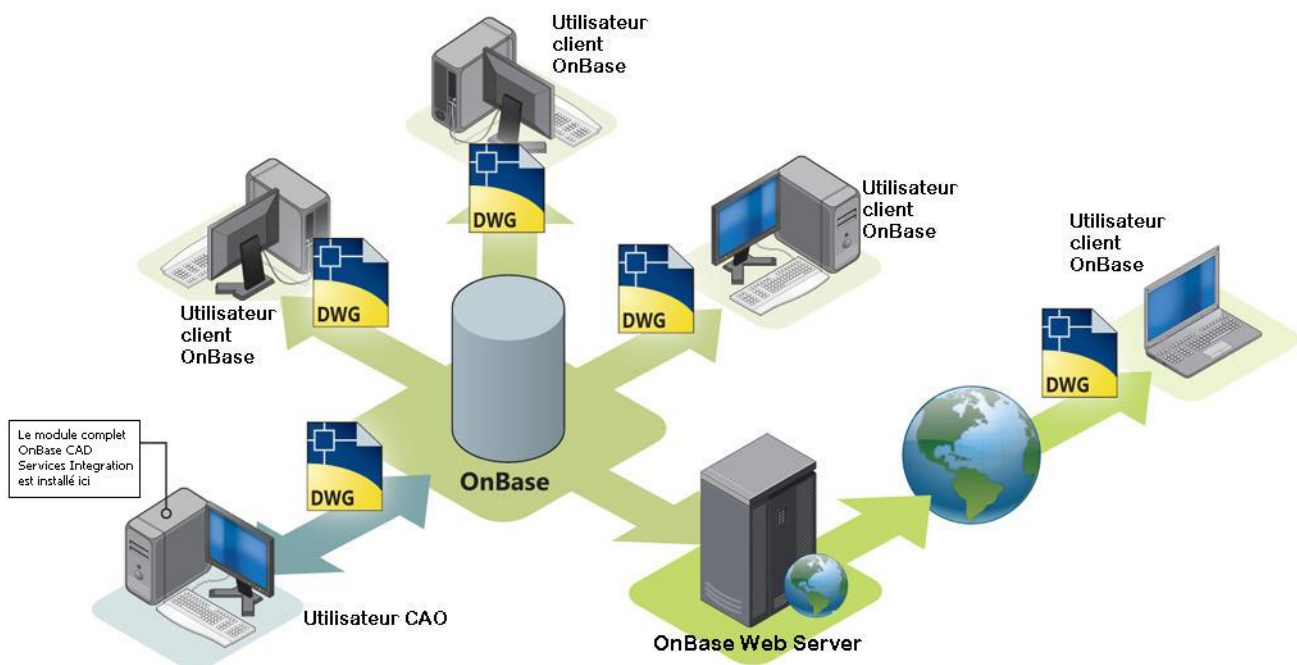 Utilisateur
client
OnBase
DWG
Utilisateur
client
OnBase
DWG
Utilisateur
client
OnBase
DWG
Utilisateur
client
OnBase
DWG
OnBase
Le module complet
OnBase CAD
Services Integration
est installé ici
DWG
Utilisateur CAO
OnBase Web Server